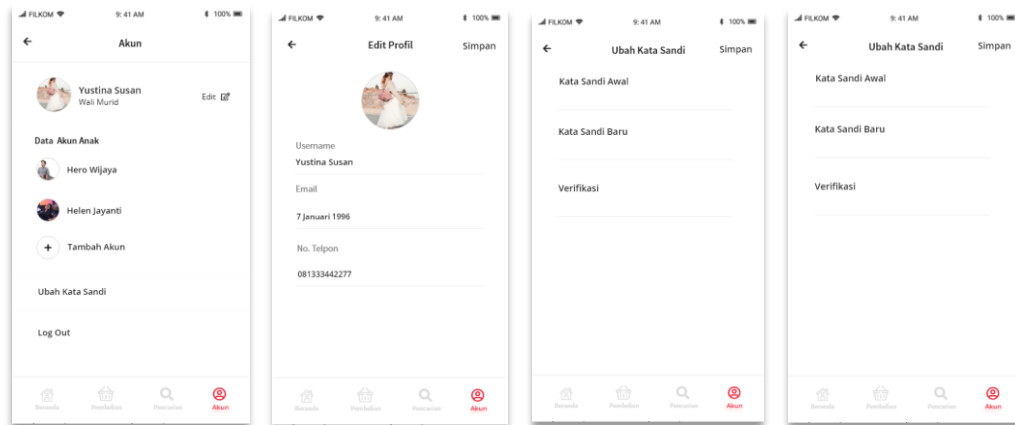 FILKOM 9:41 AM 100%
Akun
Yustina Susan
Wali Murid
Edit
Data Akun Anak
Hero Wijaya
Helen Jayanti
Tambah Akun
Ubah Kata Sandi
Log Out
Beranda Pembelian Pencarian Akun
FILKOM 9:41 AM 100%
Edit Profil Simpan
Username
Yustina Susan
Email
7 Januari 1996
No. Telpon
081333442277
Beranda Pembelian Pencarian Akun
FILKOM 9:41 AM 100%
Ubah Kata Sandi Simpan
Kata Sandi Awal
Kata Sandi Baru
Verifikasi
Beranda Pembelian Pencarian Akun
FILKOM 9:41 AM 100%
Ubah Kata Sandi Simpan
Kata Sandi Awal
Kata Sandi Baru
Verifikasi
Beranda Pembelian Pencarian Akun